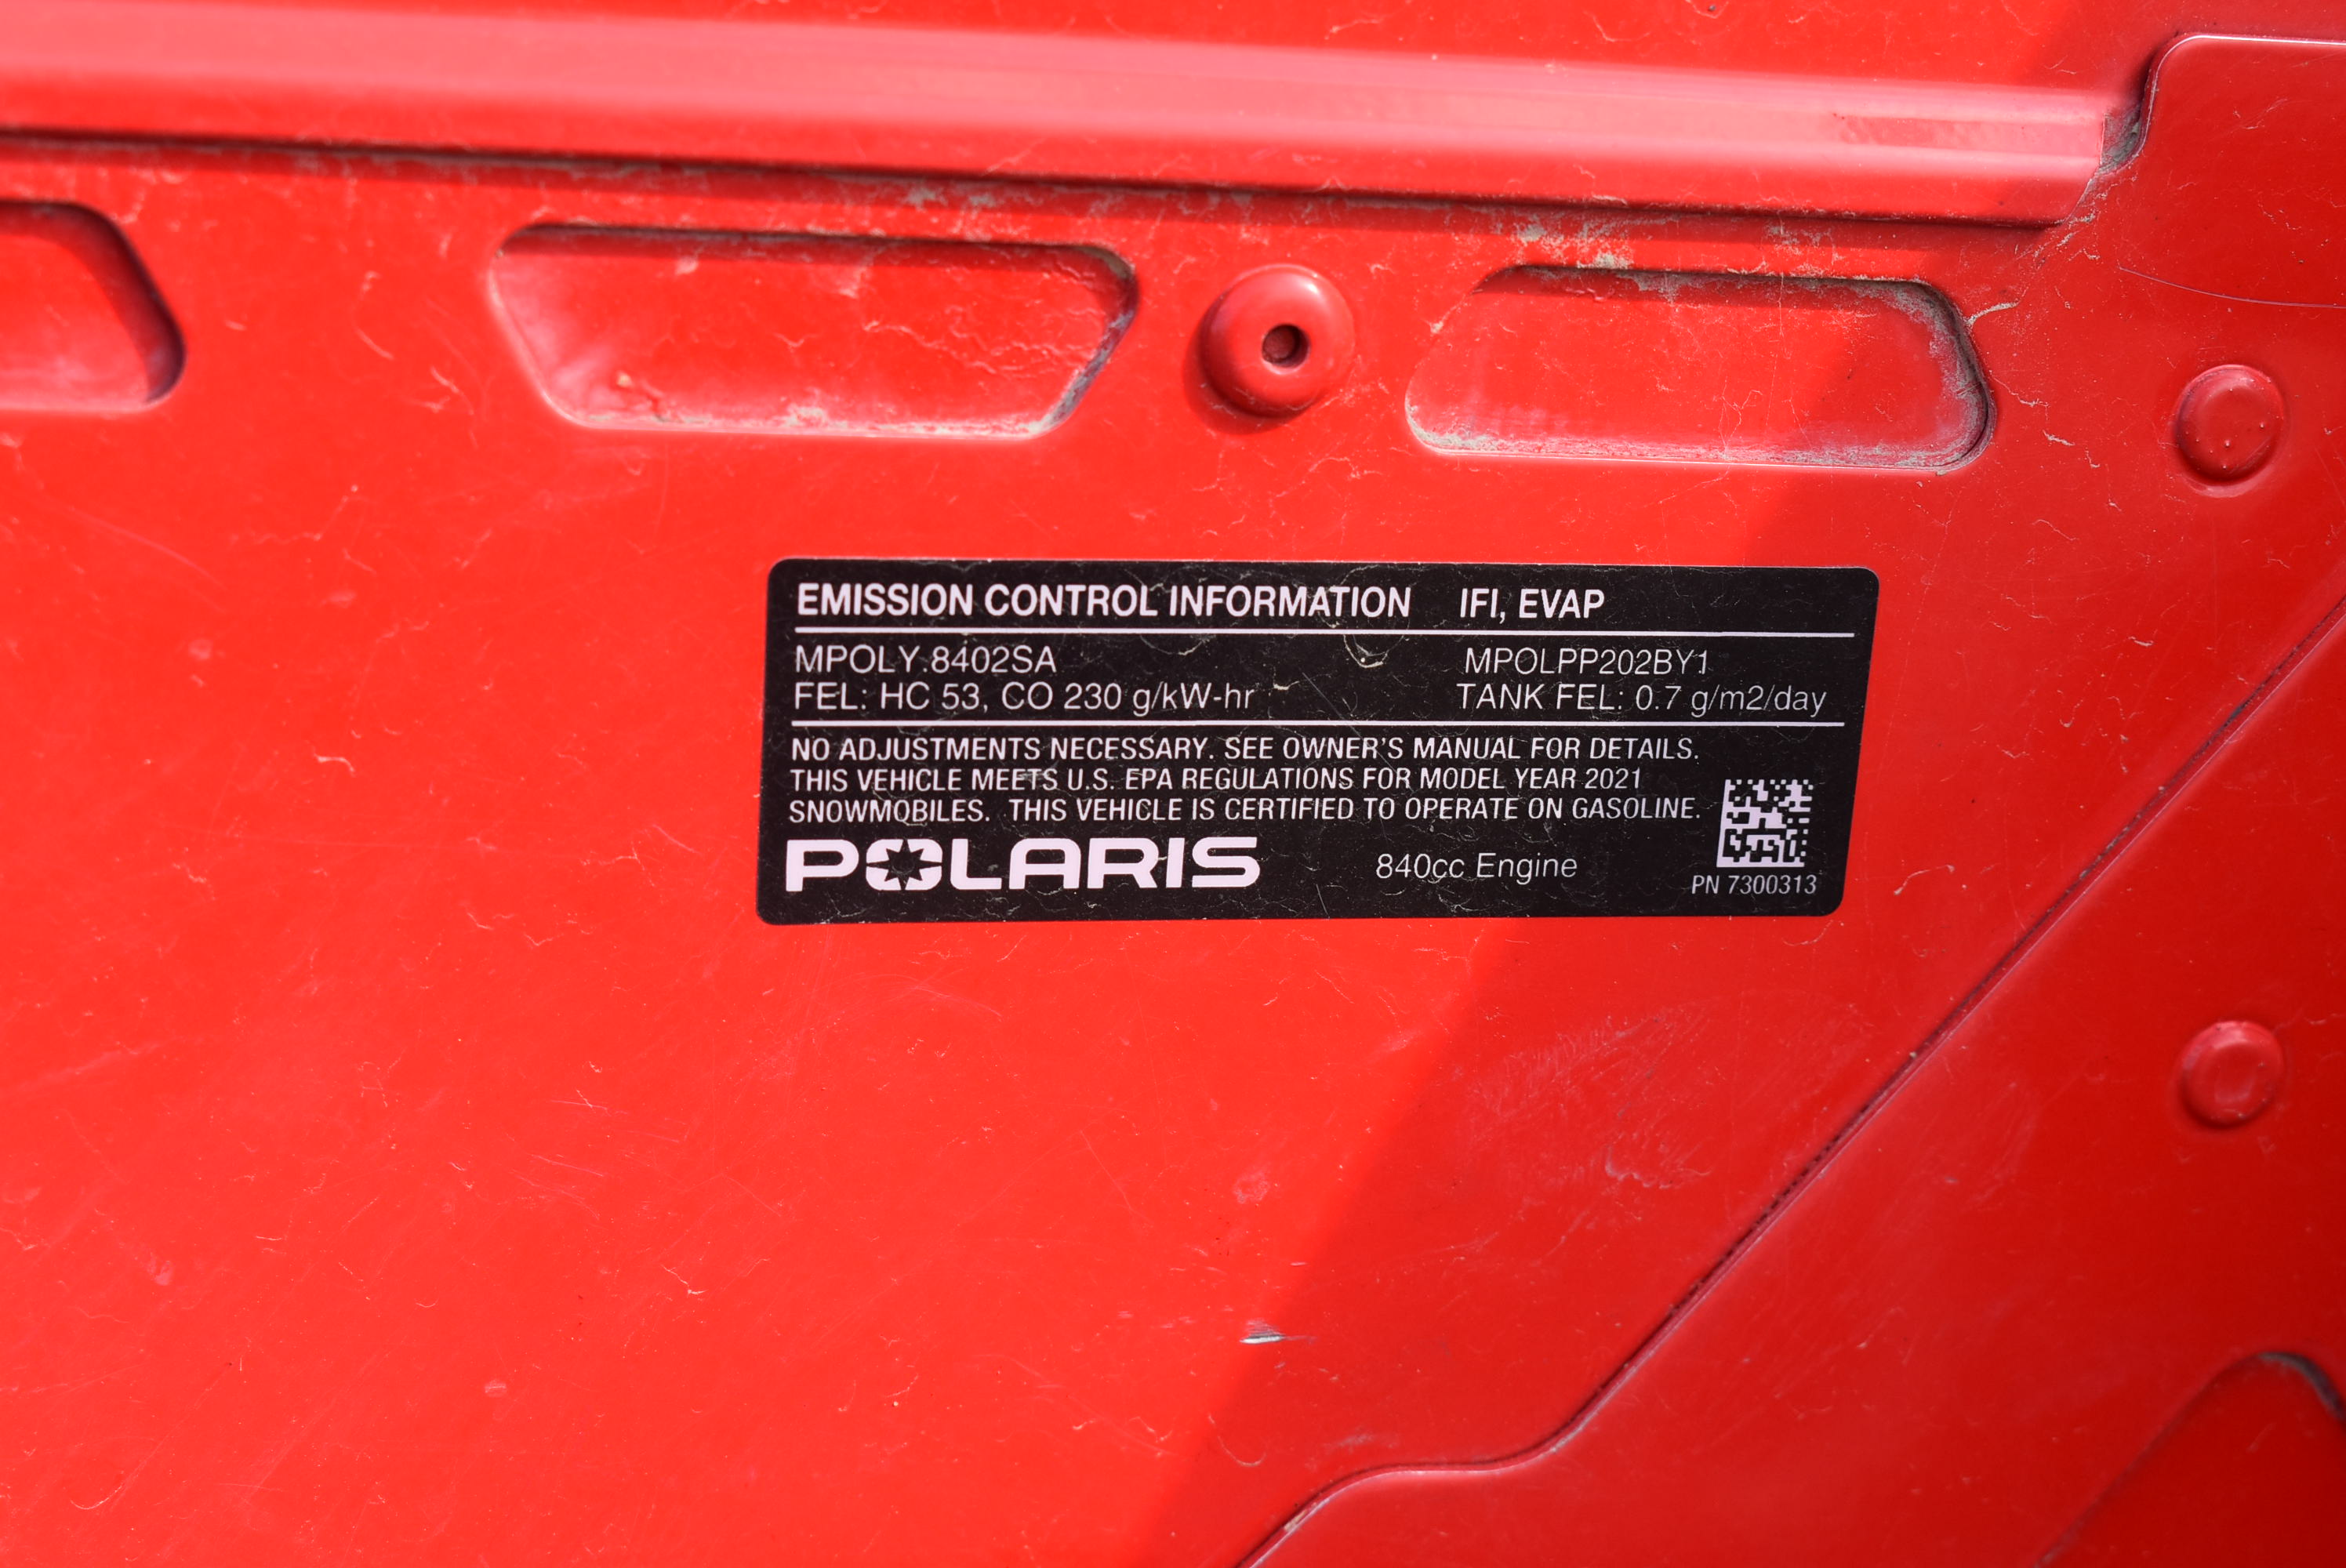 EMISSION CONTROL INFORMATION IFI, EVAP
MPOLY.8402SA MPOLPP202BY1
FEL: HC 53, CO 230 g/kW-hr TANK FEL: 0.7 g/m2/day
NO ADJUSTMENTS NECESSARY. SEE OWNER'S MANUAL FOR DETAILS.
THIS VEHICLE MEETS U.S. EPA REGULATIONS FOR MODEL YEAR 2021
SNOWMOBILES. THIS VEHICLE IS CERTIFIED TO OPERATE ON GASOLINE.
POLARIS 840cc Engine
PN 7300313